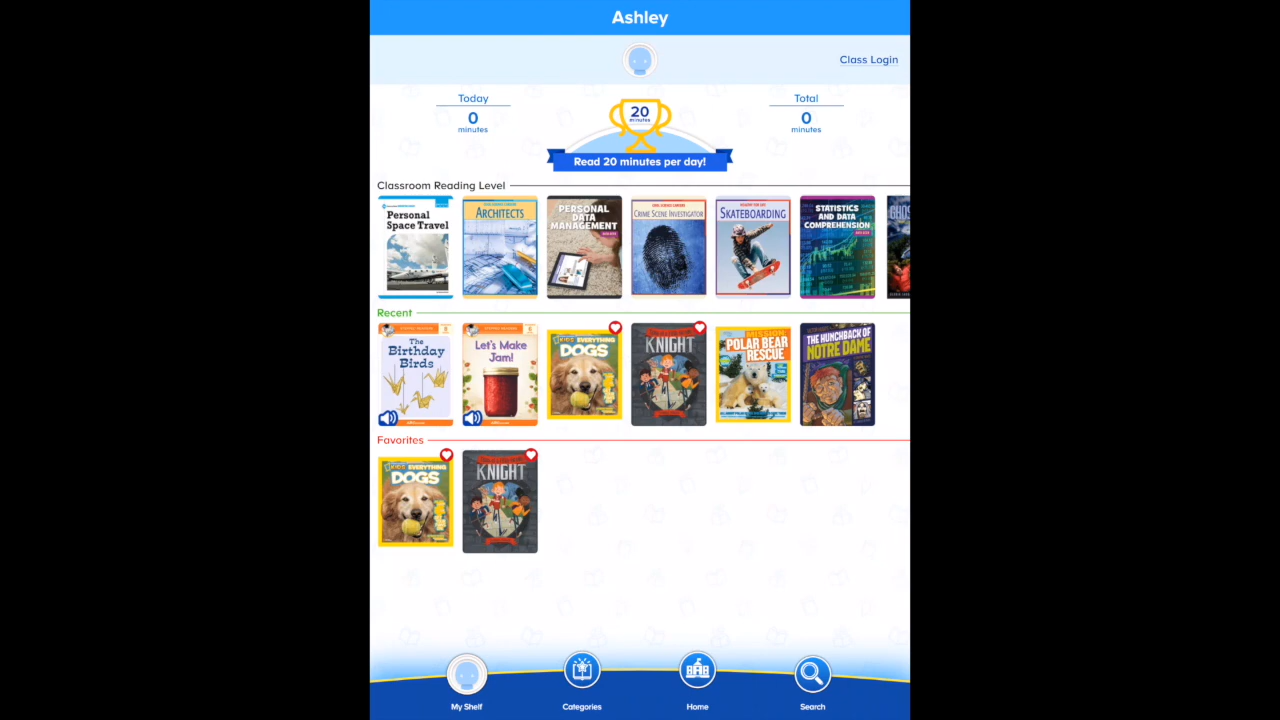 Ashley
Class Login
Today
0
minutes
20
minutes
Total
0
minutes
Read 20 minutes per day!
Classroom Reading Level
Personal
Space Travel
ARCHITECTS
PERSONAL
DATA
MANAGEMENT
CRIME SCENE INVESTIGATOR
SKATEBOARDING
STATISTICS
AND DATA
COMPREHENSION
Recent
The
Birthday
Birds
Let's Make
Jam!
KIDS EVERYTHING
DOGS
KNIGHT
MISSION:
POLAR BEAR
RESCUE
THE HUNCHBACK OF
NOTRE DAME
Favorites
KIDS EVERYTHING
DOGS
KNIGHT
My Shelf
Categories
Home
Search